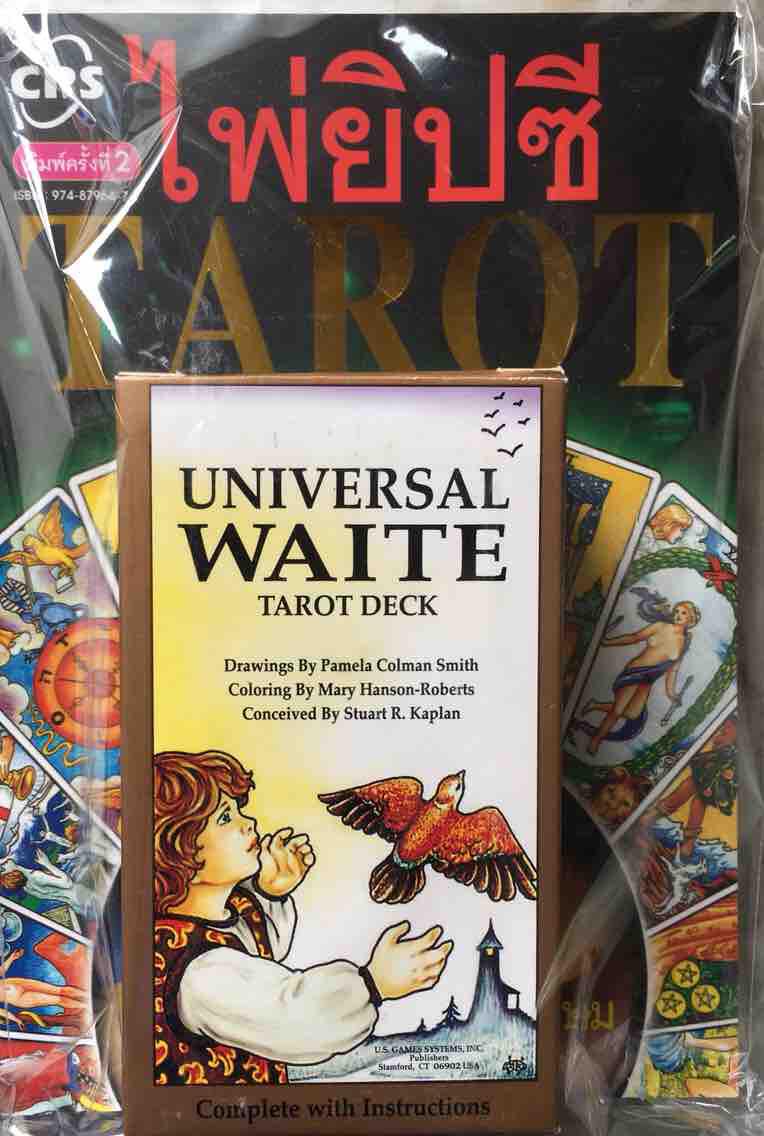 CRS
ไพ่ยิปซี
พิมพ์ครั้งที่ 2
TAROT
UNIVERSAL
WAITE
TAROT DECK
Drawings By Pamela Colman Smith
Coloring By Mary Hanson-Roberts
Conceived By Stuart R. Kaplan
U.S. GAMES SYSTEMS, INC.
Publishers
Stamford, CT 06902 USA
Complete with Instructions